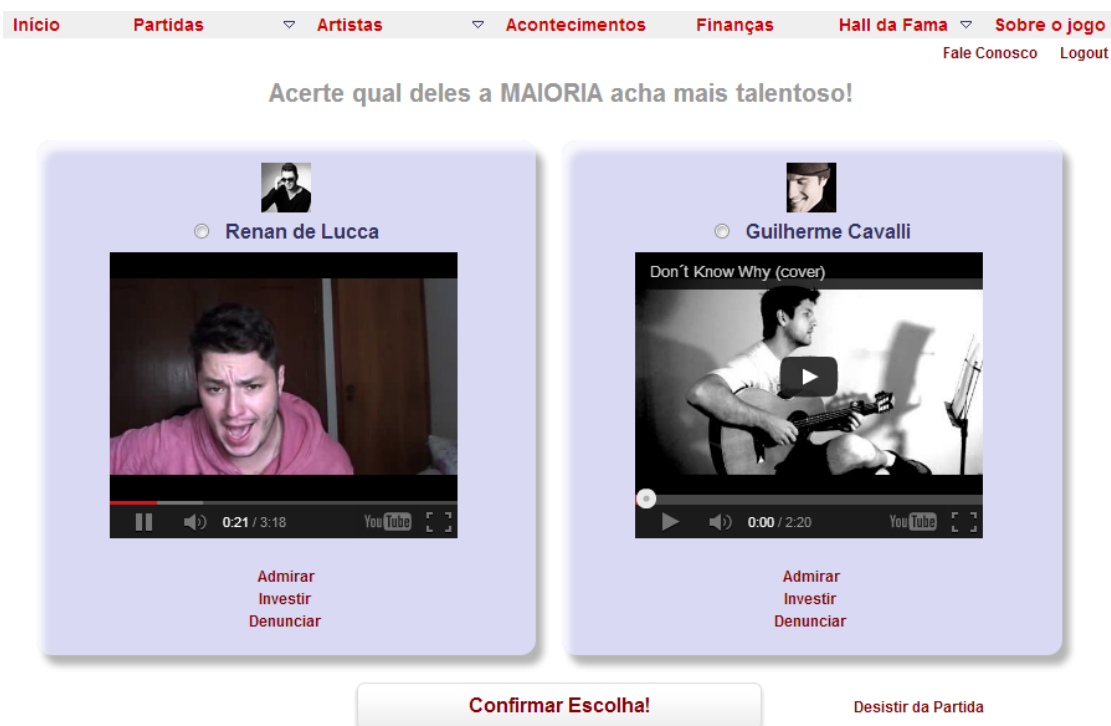 Início Partidas Artistas Acontecimentos Finanças Hall da Fama Sobre o jogo
Fale Conosco Logout
Acerte qual deles a MAIORIA acha mais talentoso!
Renan de Lucca
0:21 / 3:18 YouTube
Admirar
Investir
Denunciar
Guilherme Cavalli
Don´t Know Why (cover)
0:00 / 2:20 YouTube
Admirar
Investir
Denunciar
Confirmar Escolha! Desistir da Partida